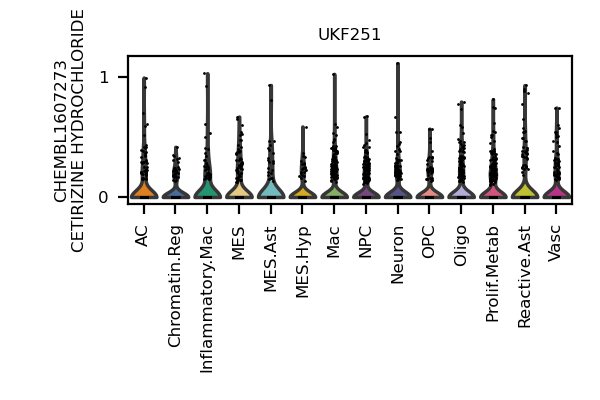 UKF251
CHEMBL1607273
CETIRIZINE HYDROCHLORIDE
1
0
AC
Chromatin.Reg
Inflammatory.Mac
MES
MES.Ast
MES.Hyp
Mac
NPC
Neuron
OPC
Oligo
Prolif.Metab
Reactive.Ast
Vasc